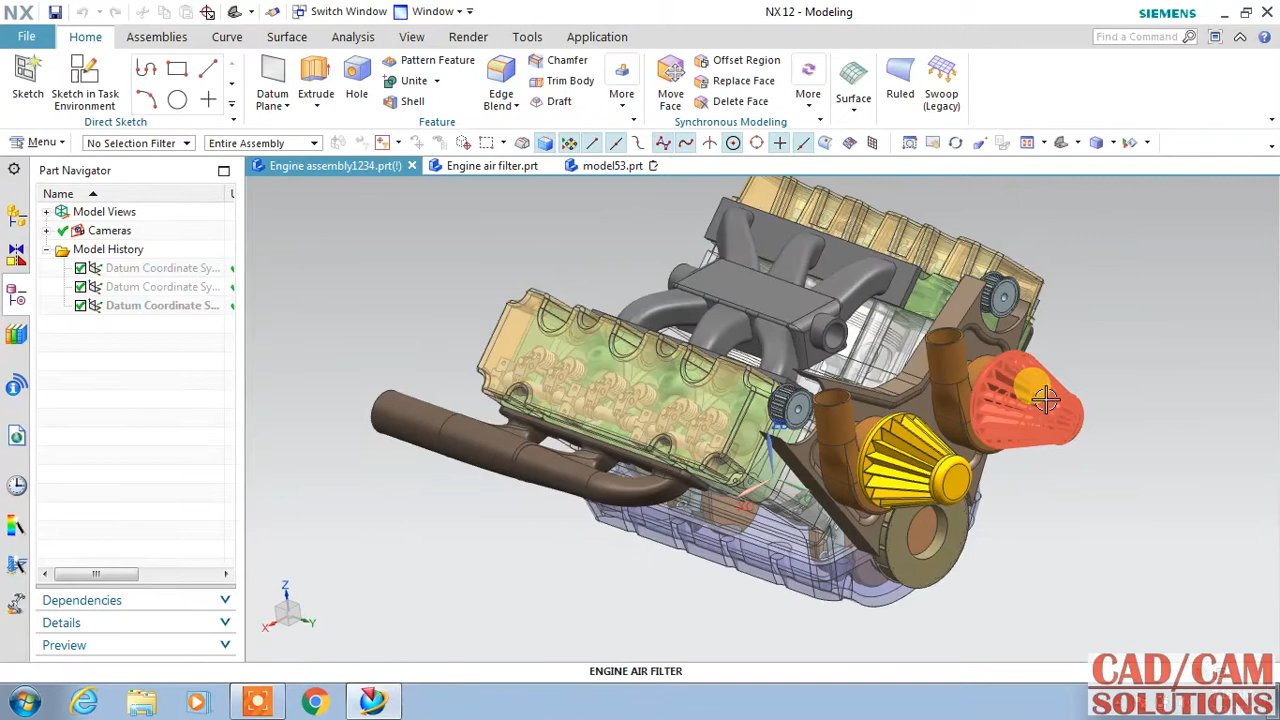 NX Switch Window Window NX 12 - Modeling SIEMENS
File Home Assemblies Curve Surface Analysis View Render Tools Application Find a Command
Sketch Sketch in Task Environment Datum Plane Extrude Hole Pattern Feature Edge Blend Chamfer More Move Face Offset Region More Surface Ruled Swoop (Legacy)
Unite Trim Body Replace Face
Shell Draft Delete Face
Direct Sketch Feature Synchronous Modeling
Menu No Selection Filter Entire Assembly
Part Navigator Engine assembly1234.prt(!) Engine air filter.prt model53.prt
Name
Model Views
Cameras
Model History
Datum Coordinate Sy...
Datum Coordinate Sy...
Datum Coordinate S...
Z
X Y
Dependencies
Details
Preview
ENGINE AIR FILTER
CAD/CAM
SOLUTIONS